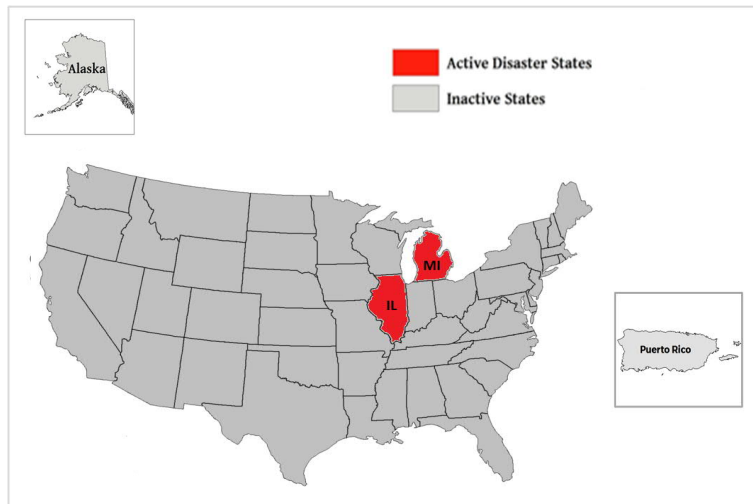 Alaska
Active Disaster States
Inactive States
MI
IL
Puerto Rico